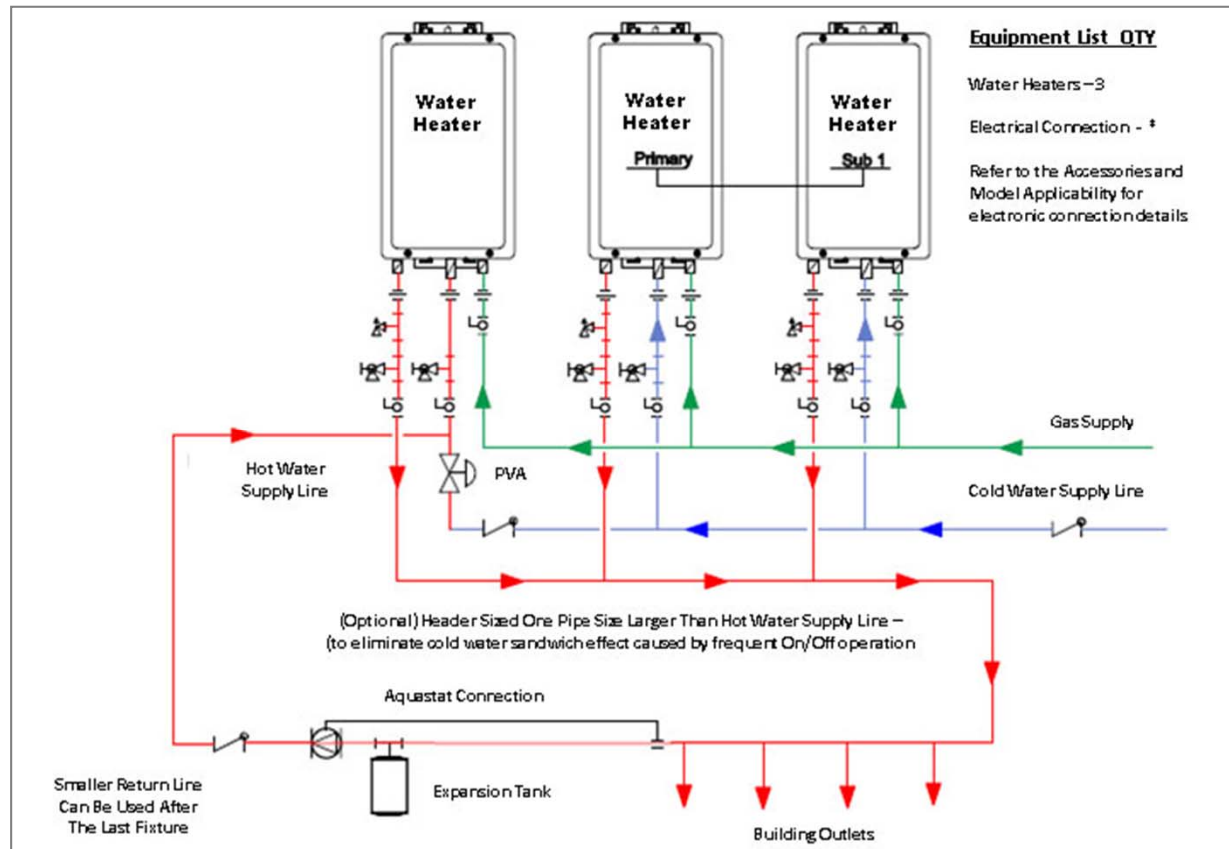 Water
Heater
Water
Heater
Primary
Water
Heater
Sub 1
Equipment List QTY
Water Heaters – 3
Electrical Connection - *
Refer to the Accessories and
Model Applicability for
electronic connection details
Gas Supply
Hot Water
Supply Line
PVA
Cold Water Supply Line
(Optional) Header Sized One Pipe Size Larger Than Hot Water Supply Line –
(to eliminate cold water sandwich effect caused by frequent On/Off operation
Aquastat Connection
Smaller Return Line
Can Be Used After
The Last Fixture
Expansion Tank
Building Outlets